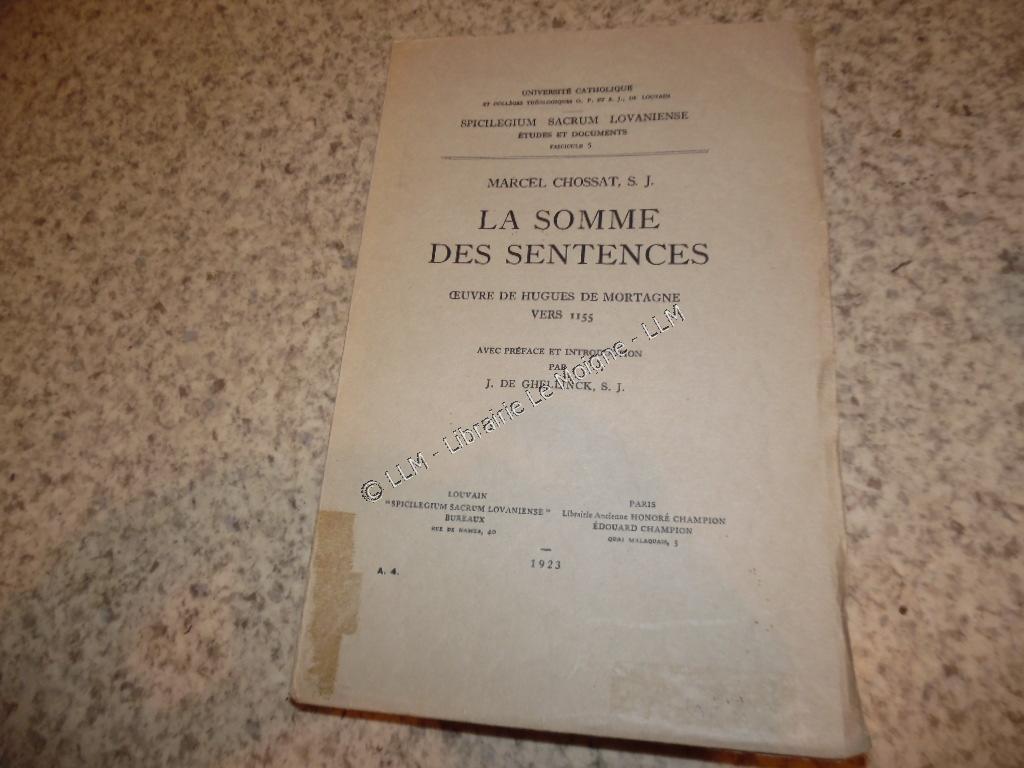 UNIVERSITÉ CATHOLIQUE
ET COLLÈGES THÉOLOGIQUES O. P. ET S. J., DE LOUVAIN
SPICILEGIUM SACRUM LOVANIENSE
ÉTUDES ET DOCUMENTS
FASCICULE 5
MARCEL CHOSSAT, S. J.
LA SOMME
DES SENTENCES
ŒUVRE DE HUGUES DE MORTAGNE
VERS 1155
AVEC PRÉFACE ET INTRODUCTION
PAR
J. DE GHELLINCK, S. J.
© LLM - Librairie Le Moigne - LLM
LOUVAIN
"SPICILEGIUM SACRUM LOVANIENSE"
BUREAUX
RUE DE NAMUR, 40
PARIS
Librairie Ancienne HONORÉ CHAMPION
ÉDOUARD CHAMPION
QUAI MALAQUAIS, 5
1923
A. 4.